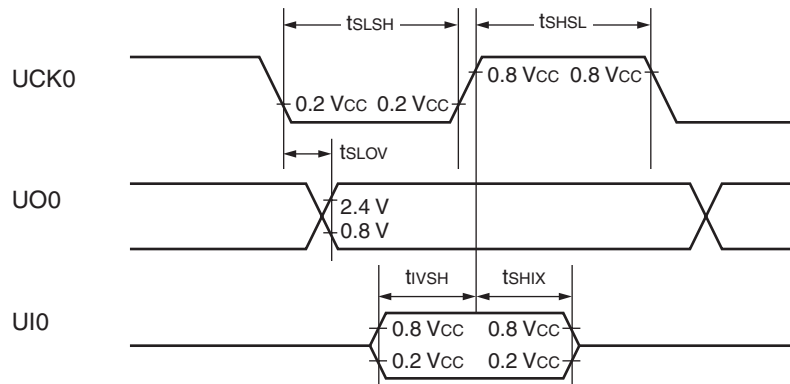 tSLSH tSHSL
UCK0
0.8 VCC 0.8 VCC
0.2 VCC 0.2 VCC
tSLOV
UO0
2.4 V
0.8 V
tIVSH tSHIX
UI0
0.8 VCC 0.8 VCC
0.2 VCC 0.2 VCC